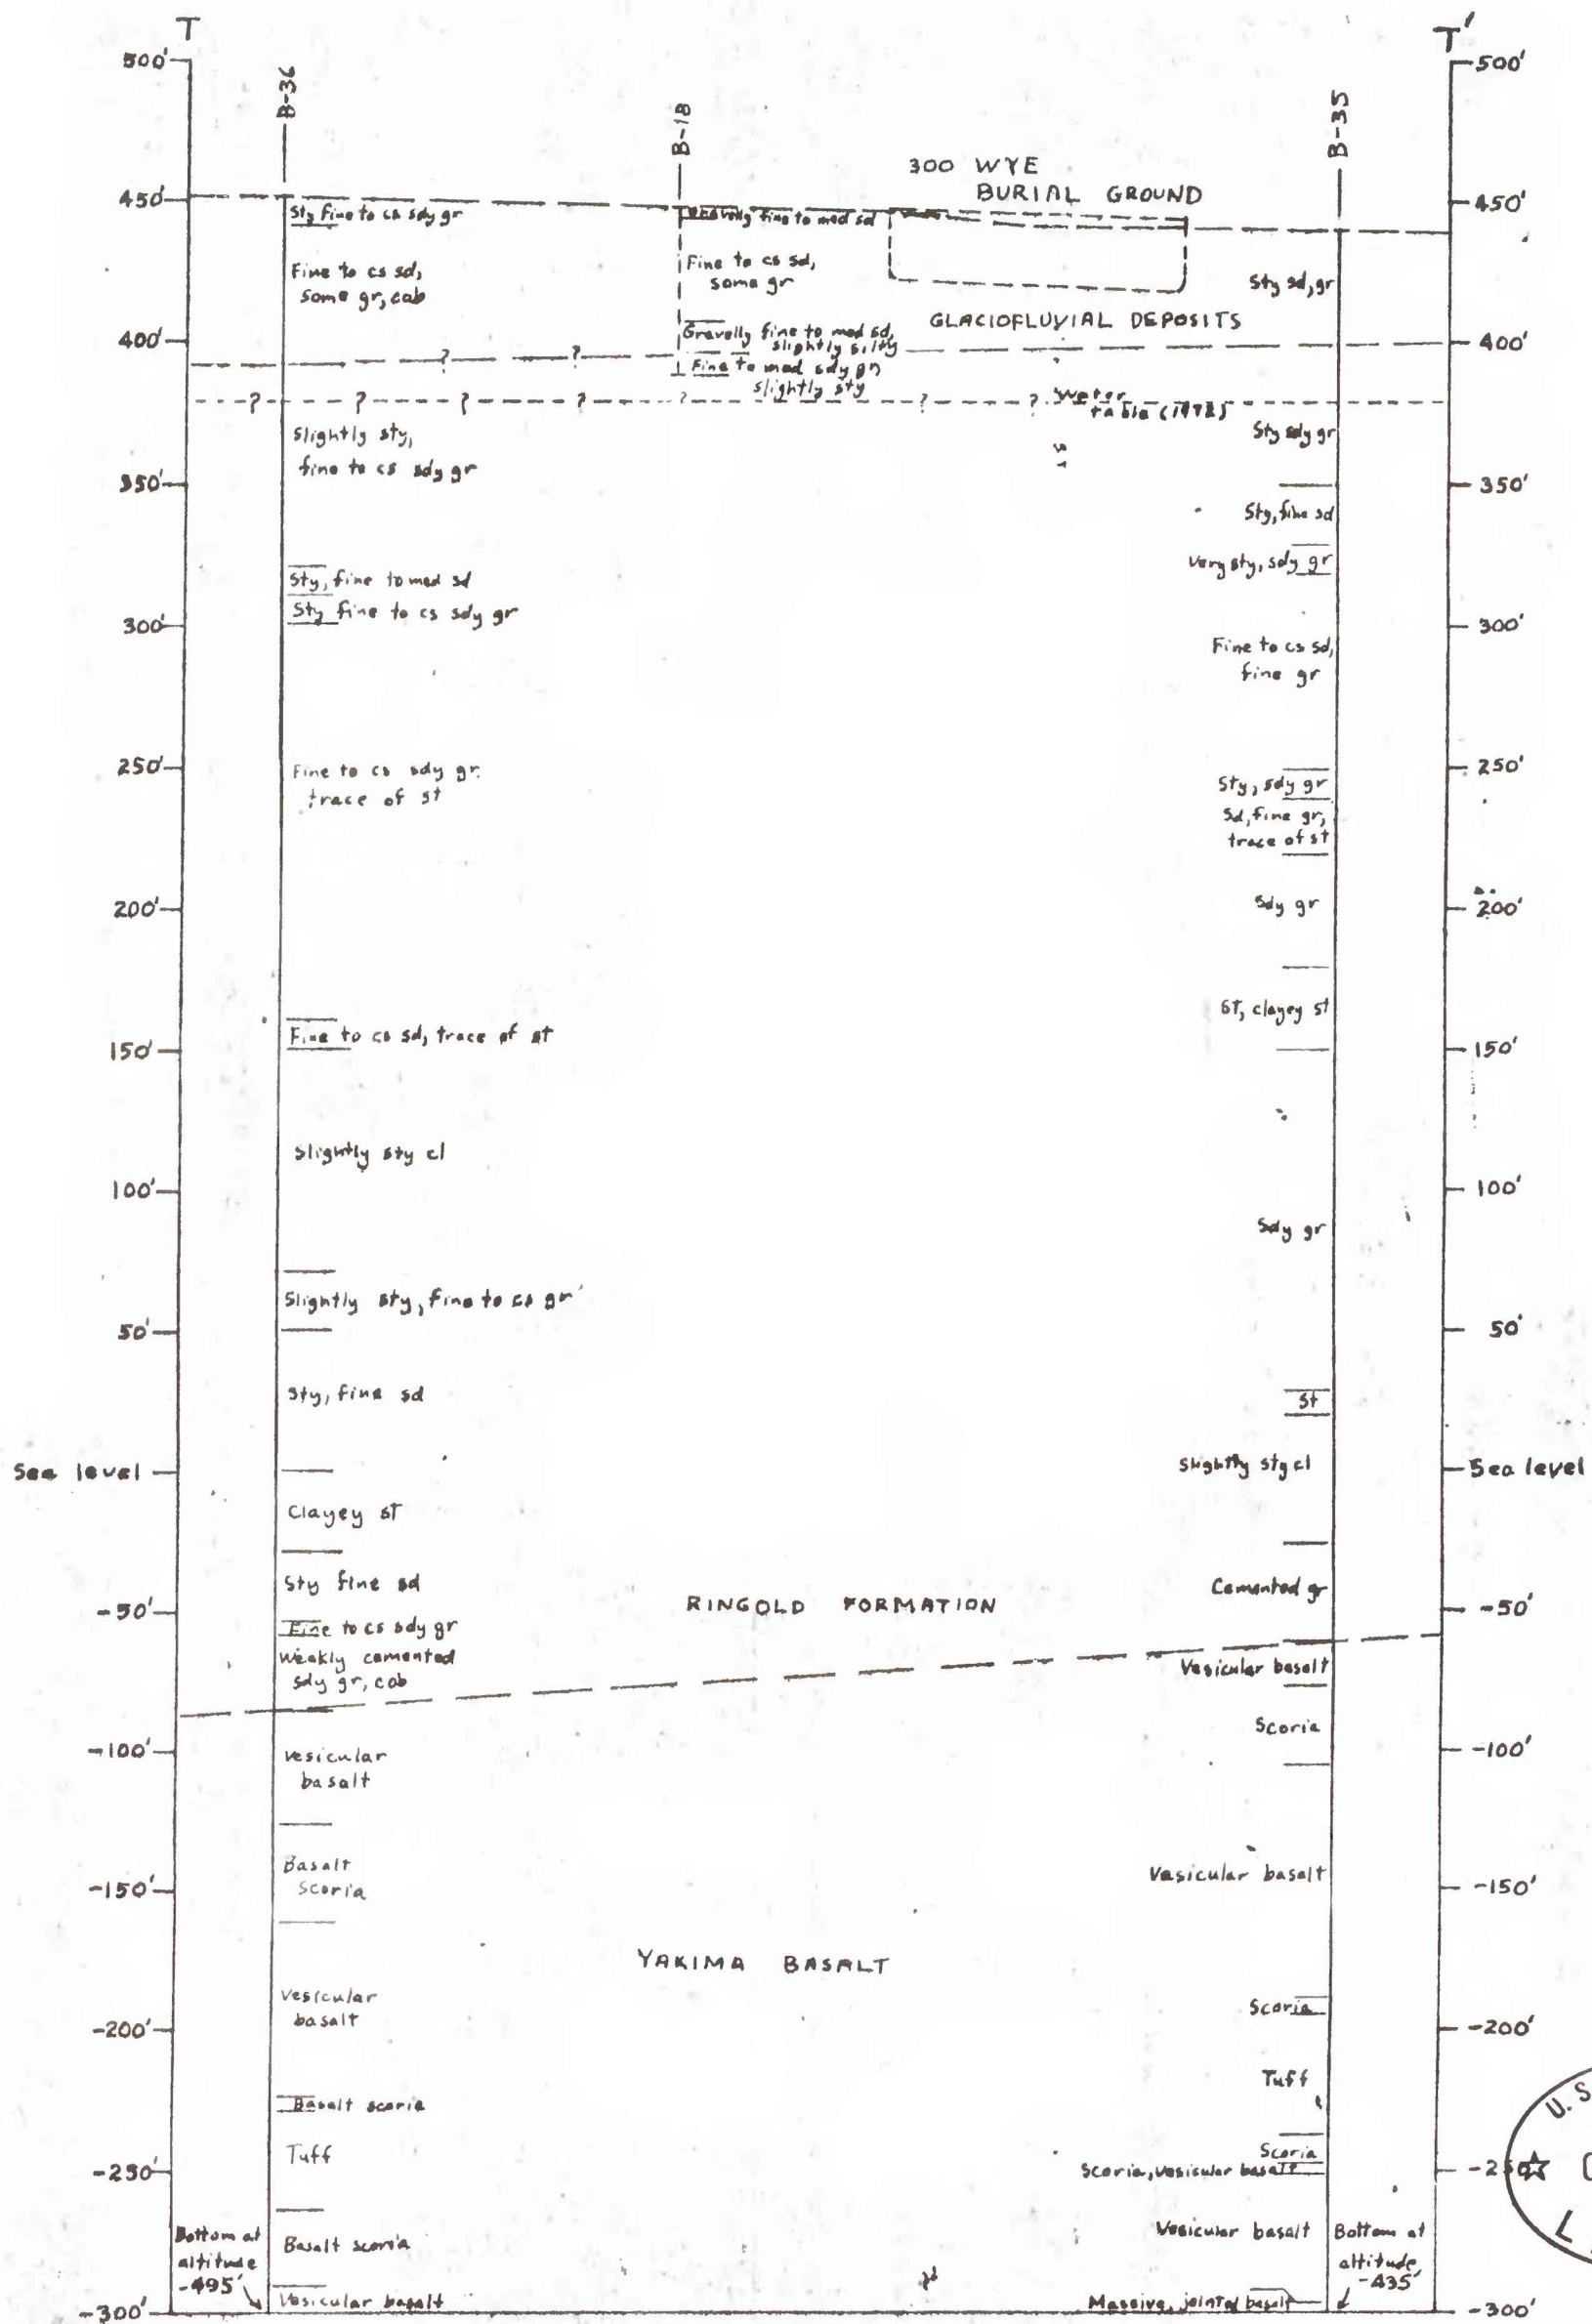 T
T'
500'
450'
400'
350'
300'
250'
200'
150'
100'
50'
Sea level
-50'
-100'
-150'
-200'
-250'
-300'
B-36
Sty fine to cs sdy gr
Fine to cs sd,
some gr, cob
Slightly sty,
fine to cs sdy gr
Sty, fine to med sd
Sty fine to cs sdy gr
Fine to cs sdy gr,
trace of st
Fine to cs sd, trace of st
Slightly sty cl
Slightly sty, fine to cs gr
Sty, fine sd
Clayey st
Sty fine sd
Fine to cs sdy gr
Weakly cemented
sdy gr, cob
Vesicular
basalt
Basalt
scoria
Vesicular
basalt
Basalt scoria
Tuff
Basalt scoria
Vesicular basalt
Bottom at
altitude
-495'
B-18
Gravelly fine to med sd
Fine to cs sd,
some gr
Gravelly fine to med sd,
slightly silty
Fine to med sdy gr,
slightly sty
300 WYE
BURIAL GROUND
GLACIOFLUVIAL DEPOSITS
? ?
? ? ? ? ? ? ?
Water
table (1972)
RINGOLD FORMATION
YAKIMA BASALT
B-35
Sty sd, gr
Sty sdy gr
Sty, fine sd
Very sty, sdy gr
Fine to cs sd,
fine gr
Sty, sdy gr
Sd, fine gr,
trace of st
Sdy gr
St, clayey st
Sdy gr
St
Slightly sty cl
Cemented gr
Vesicular basalt
Scoria
Vesicular basalt
Scoria
Tuff
Scoria
Scoria, vesicular basalt
Vesicular basalt
Massive, jointed basalt
Bottom at
altitude
-435'
500'
450'
400'
350'
300'
250'
200'
150'
100'
50'
Sea level
-50'
-100'
-150'
-200'
-250'
-300'
U.S
L